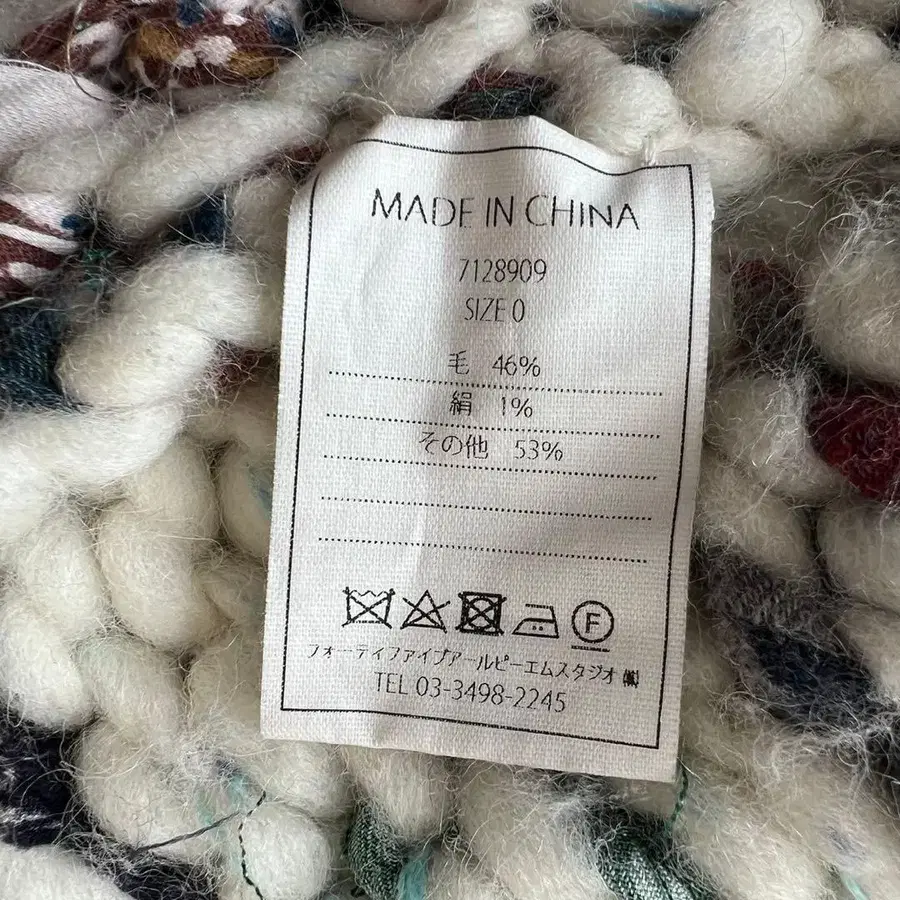 MADE IN CHINA
7128909
SIZE 0
毛 46%
絹 1%
その他 53%
F
フォーティファイブアールピーエムスタジオ ㈱
TEL 03-3498-2245